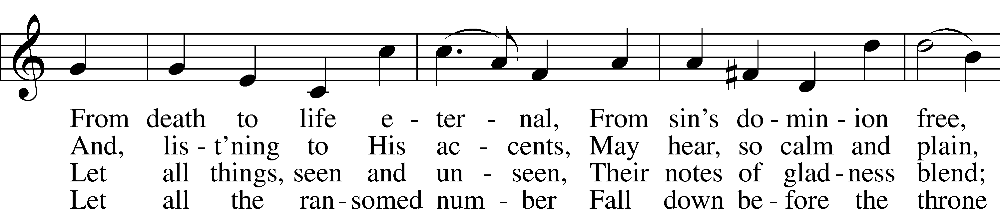 From death to life e - ter - nal, From sin’s do - min - ion free,
And, lis - t’ning to His ac - cents, May hear, so calm and plain,
Let all things, seen and un - seen, Their notes of glad - ness blend;
Let all the ran - somed num - ber Fall down be - fore the throne